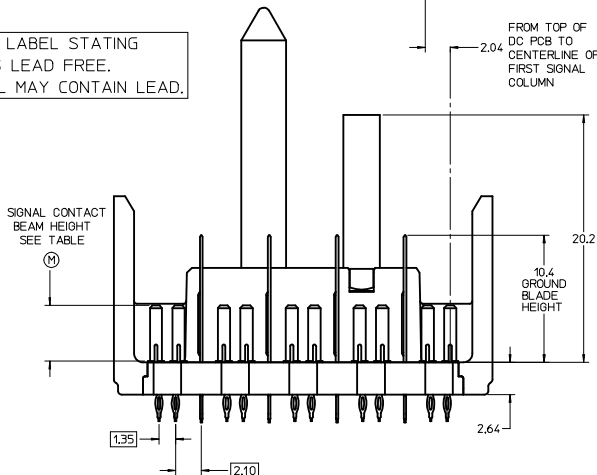 LABEL STATING
LEAD FREE.
MAY CONTAIN LEAD.
2.04
FROM TOP OF
DC PCB TO
CENTERLINE OF
FIRST SIGNAL
COLUMN
SIGNAL CONTACT
BEAM HEIGHT
SEE TABLE
M
20.2
10.4
GROUND
BLADE
HEIGHT
2.64
1.35
2.10